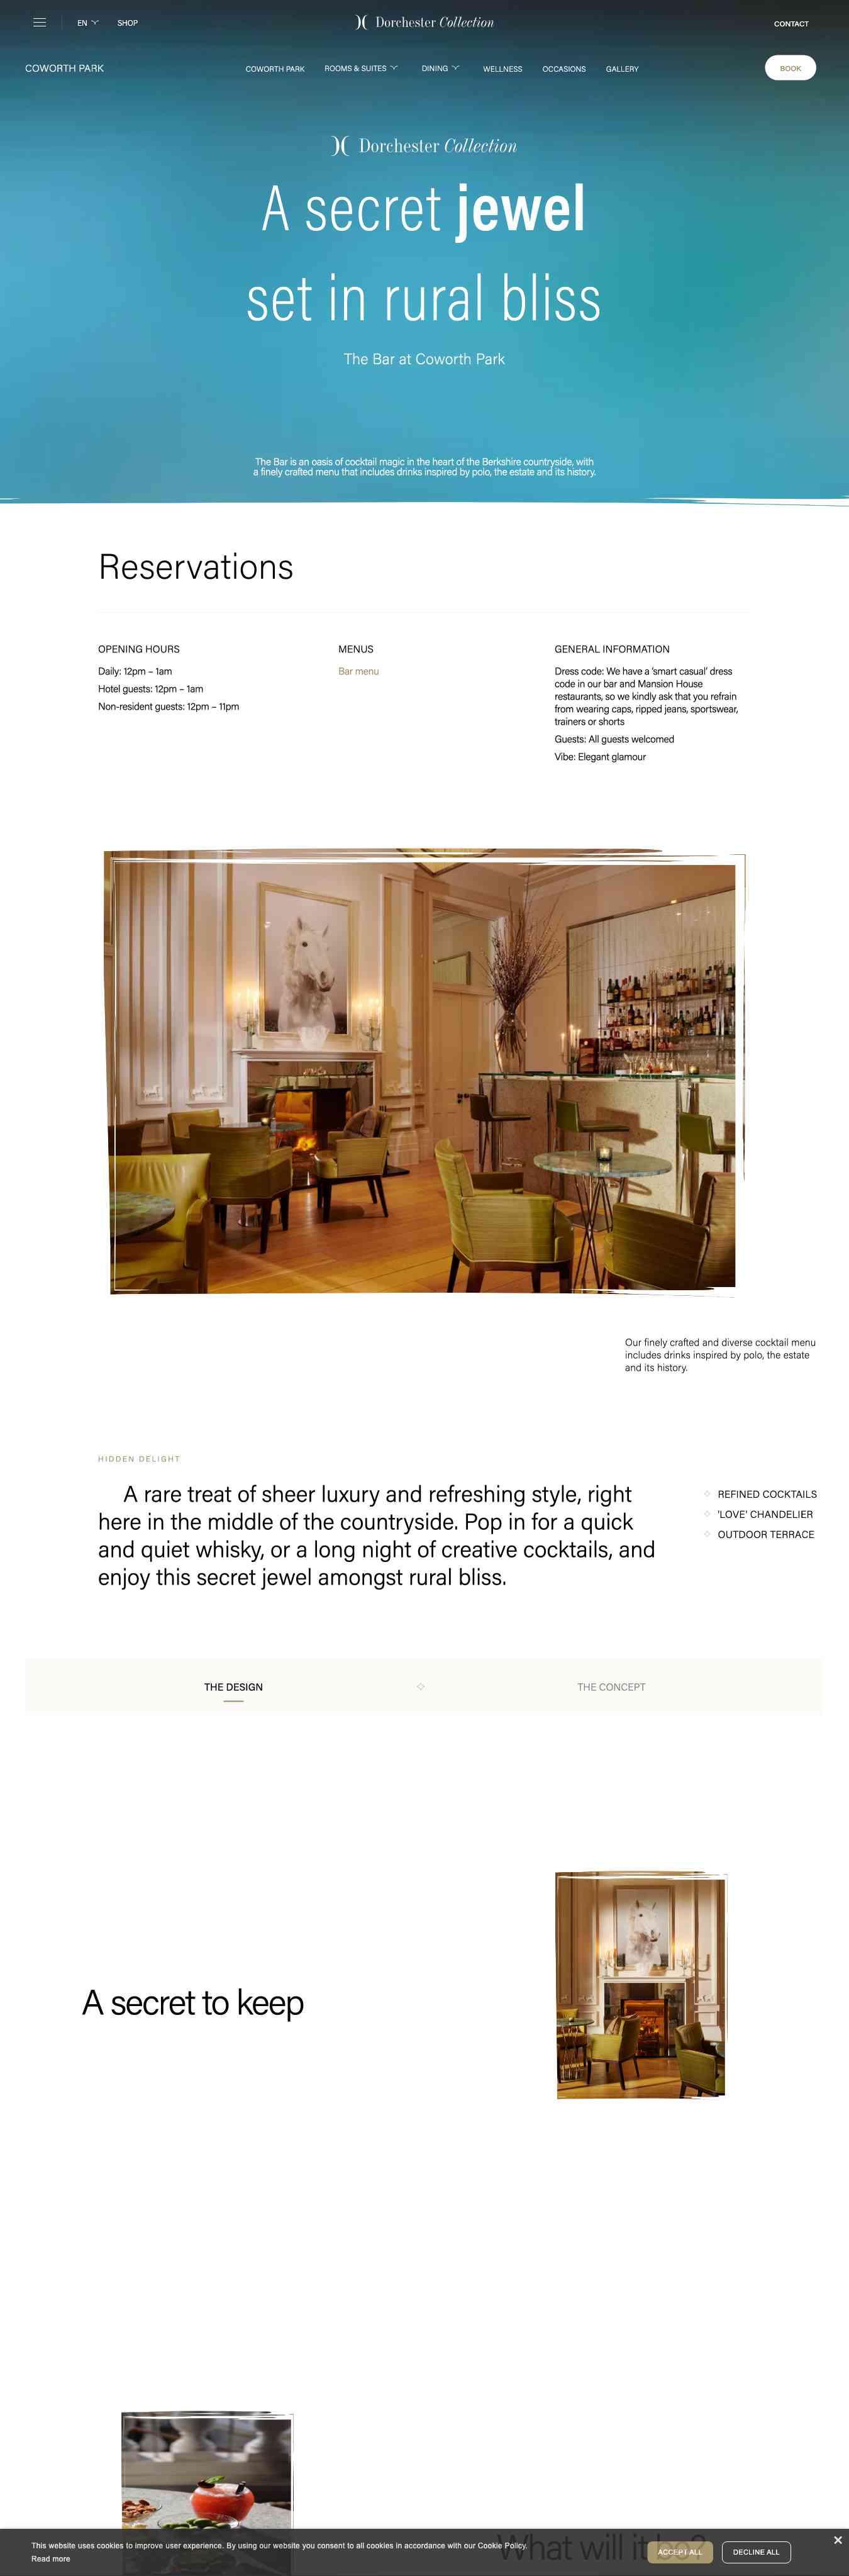 EN
SHOP
Dorchester Collection
CONTACT
COWORTH PARK
COWORTH PARK
ROOMS & SUITES
DINING
WELLNESS
OCCASIONS
GALLERY
BOOK
Dorchester Collection
A secret jewel
set in rural bliss
The Bar at Coworth Park
The Bar is an oasis of cocktail magic in the heart of the Berkshire countryside, with
a finely crafted menu that includes drinks inspired by polo, the estate and its history.
Reservations
OPENING HOURS
Daily: 12pm – 1am
Hotel guests: 12pm – 1am
Non-resident guests: 12pm – 11pm
MENUS
Bar menu
GENERAL INFORMATION
Dress code: We have a 'smart casual' dress
code in our bar and Mansion House
restaurants, so we kindly ask that you refrain
from wearing caps, ripped jeans, sportswear,
trainers or shorts
Guests: All guests welcomed
Vibe: Elegant glamour
Our finely crafted and diverse cocktail menu
includes drinks inspired by polo, the estate
and its history.
HIDDEN DELIGHT
A rare treat of sheer luxury and refreshing style, right
here in the middle of the countryside. Pop in for a quick
and quiet whisky, or a long night of creative cocktails, and
enjoy this secret jewel amongst rural bliss.
REFINED COCKTAILS
'LOVE' CHANDELIER
OUTDOOR TERRACE
THE DESIGN
THE CONCEPT
A secret to keep
What will it be?
This website uses cookies to improve user experience. By using our website you consent to all cookies in accordance with our Cookie Policy.
Read more
ACCEPT ALL
DECLINE ALL